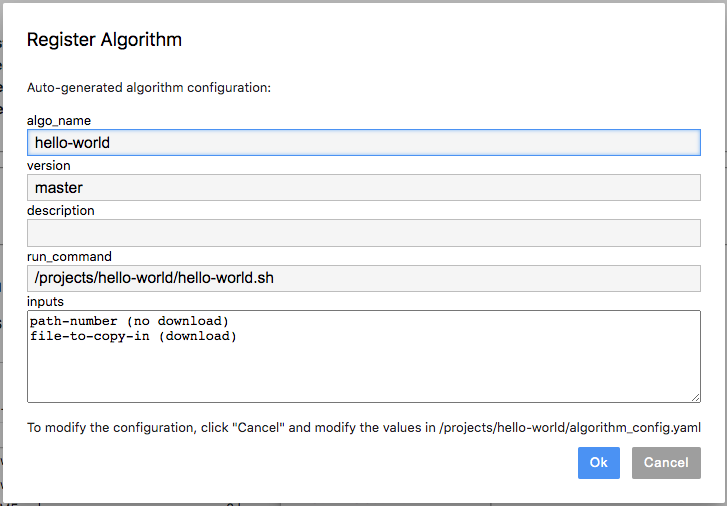 Register Algorithm
Auto-generated algorithm configuration:
algo_name
hello-world
version
master
description
run_command
/projects/hello-world/hello-world.sh
inputs
path-number (no download)
file-to-copy-in (download)
To modify the configuration, click "Cancel" and modify the values in /projects/hello-world/algorithm_config.yaml
Ok
Cancel